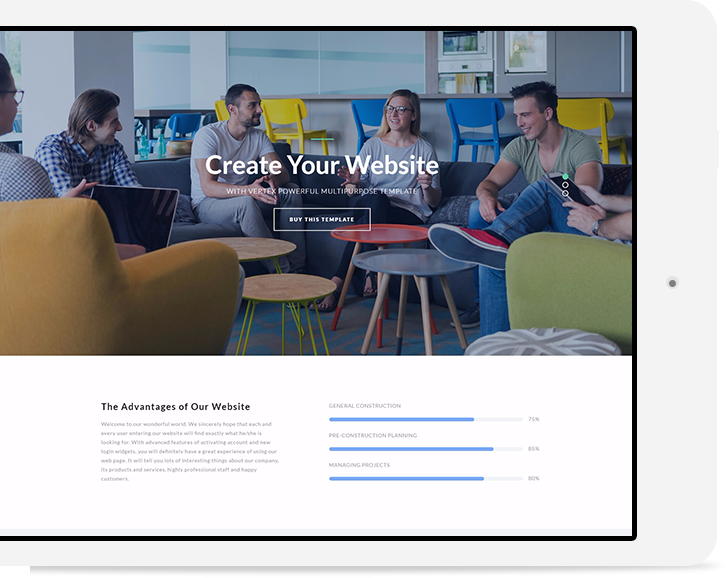 Create Your Website
WITH VERTEX POWERFUL MULTIPURPOSE TEMPLATE
BUY THIS TEMPLATE
The Advantages of Our Website
Welcome to our wonderful world. We sincerely hope that each and
every user entering our website will find exactly what he/she is
looking for. With advanced features of activating account and new
login widgets, you will definitely have a great experience of using our
web page. It will tell you lots of interesting things about our company,
its products and services, highly professional staff and happy
customers.
GENERAL CONSTRUCTION
75%
PRE-CONSTRUCTION PLANNING
85%
MANAGING PROJECTS
80%